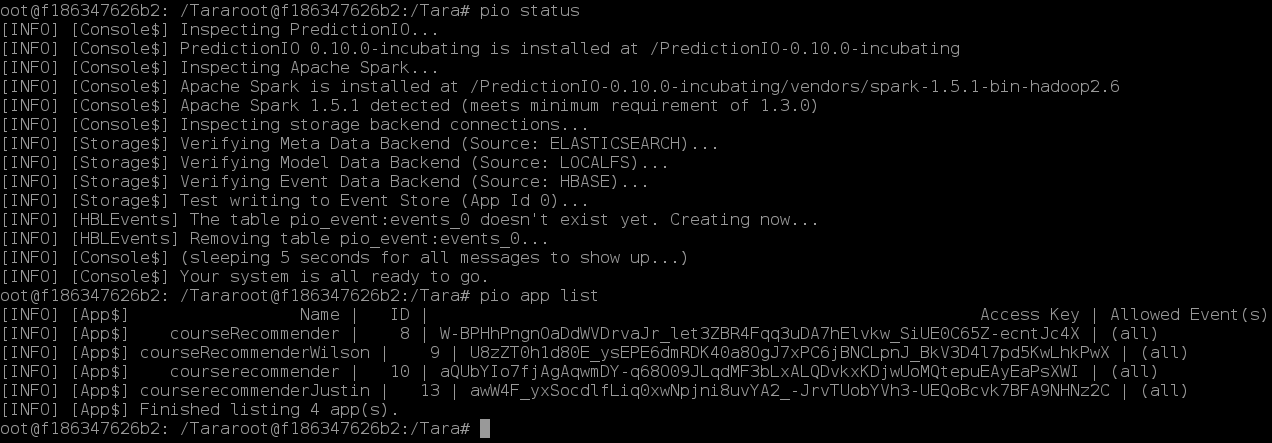 oot@f186347626b2: /Tararoot@f186347626b2:/Tara# pio status
[INFO] [Console$] Inspecting PredictionIO...
[INFO] [Console$] PredictionIO 0.10.0-incubating is installed at /PredictionIO-0.10.0-incubating
[INFO] [Console$] Inspecting Apache Spark...
[INFO] [Console$] Apache Spark is installed at /PredictionIO-0.10.0-incubating/vendors/spark-1.5.1-bin-hadoop2.6
[INFO] [Console$] Apache Spark 1.5.1 detected (meets minimum requirement of 1.3.0)
[INFO] [Console$] Inspecting storage backend connections...
[INFO] [Storage$] Verifying Meta Data Backend (Source: ELASTICSEARCH)...
[INFO] [Storage$] Verifying Model Data Backend (Source: LOCALFS)...
[INFO] [Storage$] Verifying Event Data Backend (Source: HBASE)...
[INFO] [Storage$] Test writing to Event Store (App Id 0)...
[INFO] [HBLEvents] The table pio_event:events_0 doesn't exist yet. Creating now...
[INFO] [HBLEvents] Removing table pio_event:events_0...
[INFO] [Console$] (sleeping 5 seconds for all messages to show up...)
[INFO] [Console$] Your system is all ready to go.
oot@f186347626b2: /Tararoot@f186347626b2:/Tara# pio app list
[INFO] [App$] Name | ID | Access Key | Allowed Event(s)
[INFO] [App$] courseRecommender | 8 | W-BPHhPngnOaDdWVDrvaJr_let3ZBR4Fqq3uDA7hElvkw_SiUE0C65Z-ecntJc4X | (all)
[INFO] [App$] courseRecommenderWilson | 9 | U8zZT0h1d80E_ysEPE6dmRDK40a8OgJ7xPC6jBNCLpnJ_BkV3D4l7pd5KwLhkPwX | (all)
[INFO] [App$] courserecommender | 10 | aQUbYIo7fjAgAqwmDY-q68O09JLqdMF3bLxALQDvkxKDjwUoMQtepuEAyEaPsXWI | (all)
[INFO] [App$] courserecommenderJustin | 13 | awW4F_yxSocdlfLiq0xwNpjni8uvYA2_-JrvTUobYVh3-UEQoBcvk7BFA9NHNz2C | (all)
[INFO] [App$] Finished listing 4 app(s).
oot@f186347626b2: /Tararoot@f186347626b2:/Tara#